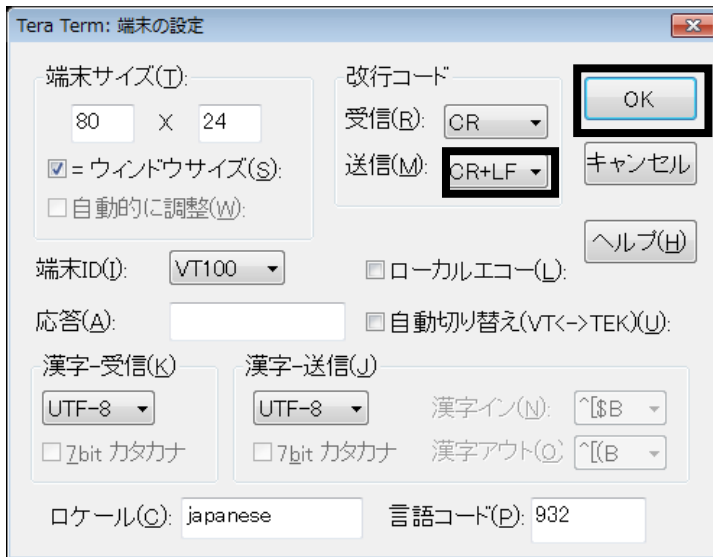 Tera Term: 端末の設定
端末サイズ(T):
80 X 24
☑= ウィンドウサイズ(S):
□自動的に調整(W):
改行コード
受信(R): CR
送信(M): CR+LF
OK
キャンセル
ヘルプ(H)
端末ID(I): VT100
□ローカルエコー(L):
応答(A):
□自動切り替え(VT<->TEK)(U):
漢字-受信(K)
UTF-8
□7bit カタカナ
漢字-送信(J)
UTF-8
□7bit カタカナ
漢字イン(N): ^[$B
漢字アウト(O) ^[(B
ロケール(C): japanese
言語コード(P): 932